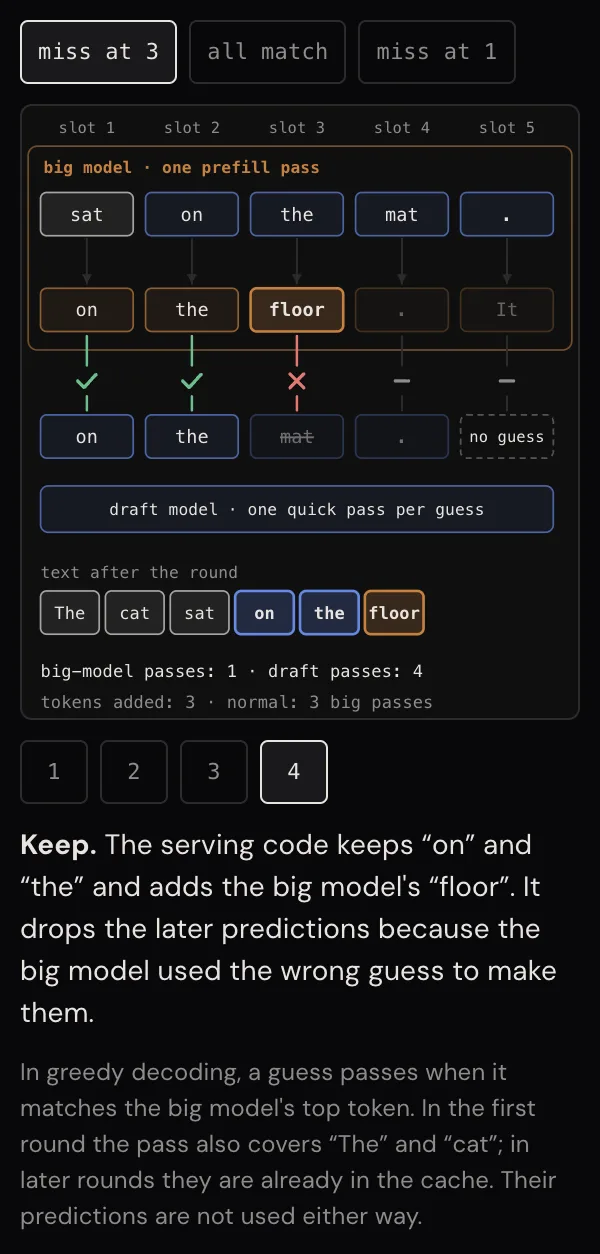 miss at 3 all match miss at 1
slot 1 slot 2 slot 3 slot 4 slot 5
big model · one prefill pass
sat on the mat .
on the floor . It
on the mat . no guess
draft model · one quick pass per guess
text after the round
The cat sat on the floor
big-model passes: 1 · draft passes: 4
tokens added: 3 · normal: 3 big passes
1 2 3 4
Keep. The serving code keeps “on” and
“the” and adds the big model's “floor”. It
drops the later predictions because the
big model used the wrong guess to make
them.
In greedy decoding, a guess passes when it
matches the big model's top token. In the first
round the pass also covers “The” and “cat”; in
later rounds they are already in the cache. Their
predictions are not used either way.